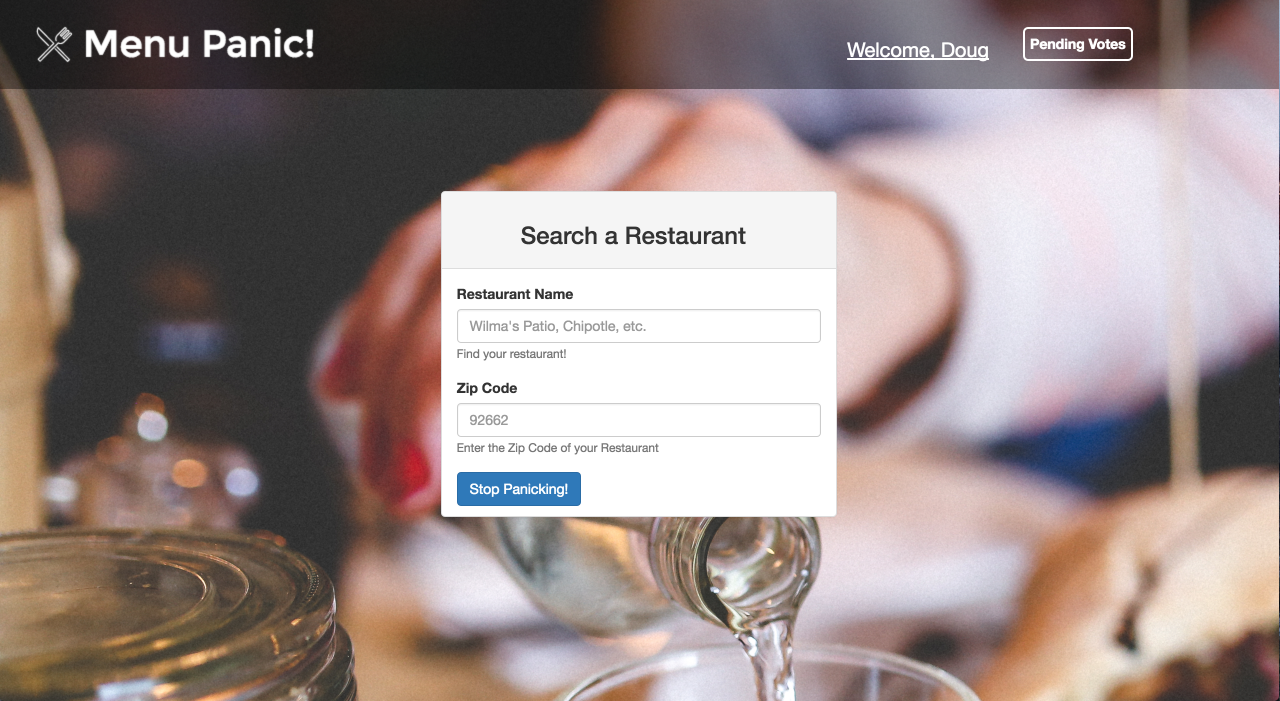 Menu Panic!
Welcome, Doug
Pending Votes
Search a Restaurant
Restaurant Name
Wilma's Patio, Chipotle, etc.
Find your restaurant!
Zip Code
92662
Enter the Zip Code of your Restaurant
Stop Panicking!